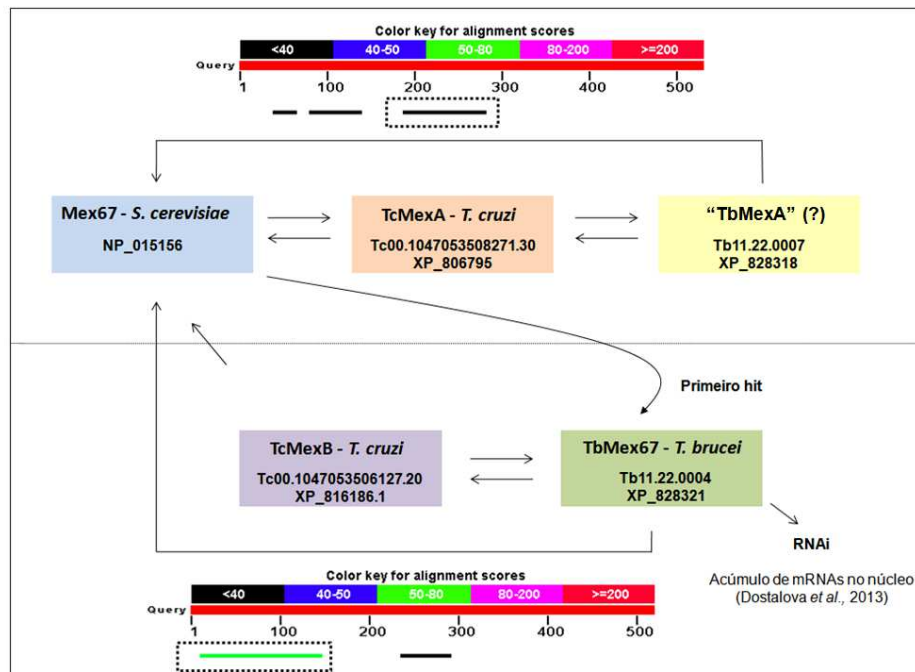 Color key for alignment scores
<40 40-50 50-80 80-200 >=200
Query
1 100 200 300 400 500
Mex67 - S. cerevisiae
NP_015156
TcMexA - T. cruzi
Tc00.1047053508271.30
XP_806795
“TbMexA” (?)
Tb11.22.0007
XP_828318
Primeiro hit
TcMexB - T. cruzi
Tc00.1047053506127.20
XP_816186.1
TbMex67 - T. brucei
Tb11.22.0004
XP_828321
RNAi
Acúmulo de mRNAs no núcleo
(Dostalova et al., 2013)
Color key for alignment scores
<40 40-50 50-80 80-200 >=200
Query
1 100 200 300 400 500